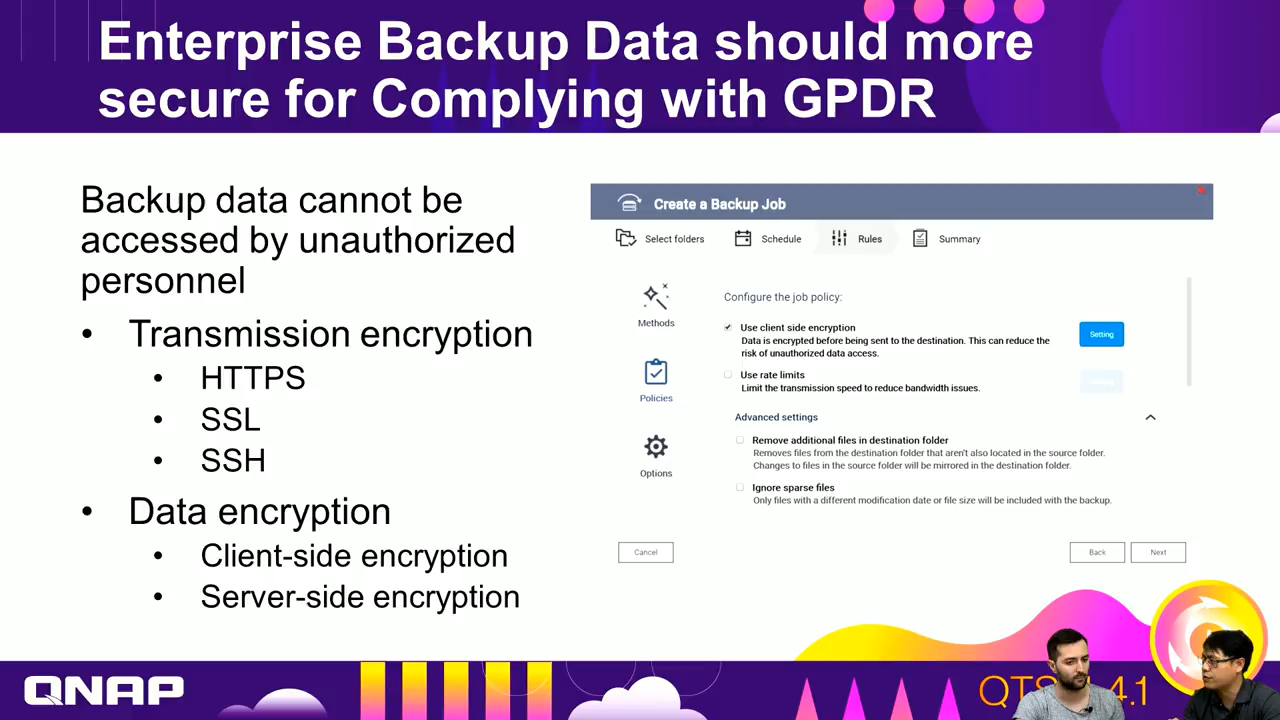 Enterprise Backup Data should more
secure for Complying with GPDR
Backup data cannot be
accessed by unauthorized
personnel
• Transmission encryption
• HTTPS
• SSL
• SSH
• Data encryption
• Client-side encryption
• Server-side encryption
Create a Backup Job
Select folders
Schedule
Rules
Summary
Methods
Policies
Options
Configure the job policy:
Use client side encryption
Data is encrypted before being sent to the destination. This can reduce the
risk of unauthorized data access.
Setting
Use rate limits
Limit the transmission speed to reduce bandwidth issues.
Advanced settings
Remove additional files in destination folder
Removes files from the destination folder that aren't also located in the source folder.
Changes to files in the source folder will be mirrored in the destination folder.
Ignore sparse files
Only files with a different modification date or file size will be included with the backup.
Cancel
Back
Next
QNAP
4.1